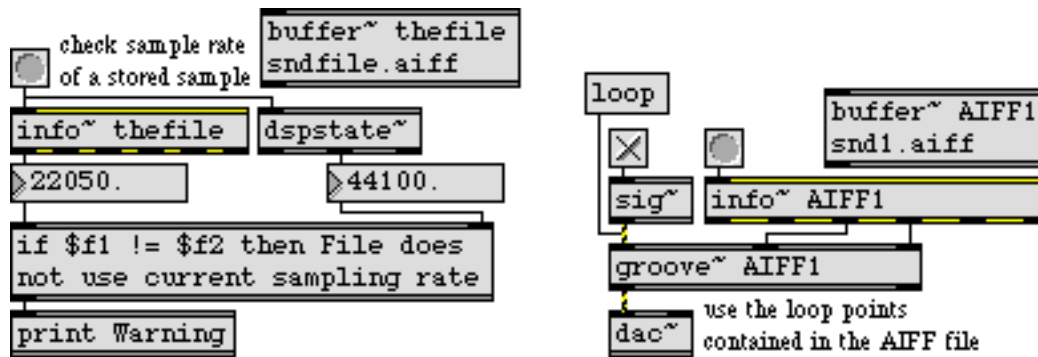 check sample rate
of a stored sample
buffer~ thefile
sndfile.aiff
info~ thefile
dspstate~
22050.
44100.
if $f1 != $f2 then File does
not use current sampling rate
print Warning
loop
buffer~ AIFF1
snd1.aiff
sig~
info~ AIFF1
groove~ AIFF1
dac~
use the loop points
contained in the AIFF file